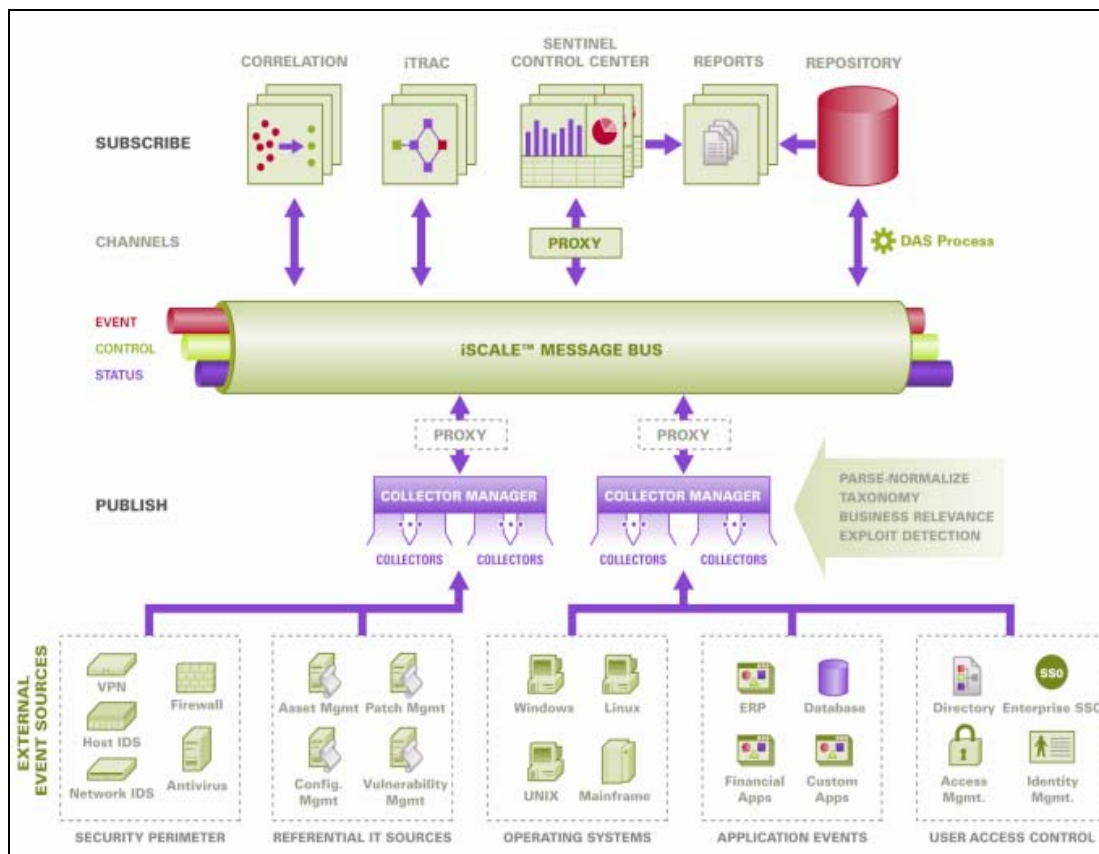 SENTINEL
CORRELATION
iTRAC
CONTROL CENTER
REPORTS
REPOSITORY
SUBSCRIBE
CHANNELS
PROXY
DAS Process
EVENT
CONTROL
STATUS
iSCALE™ MESSAGE BUS
PROXY
PROXY
PUBLISH
COLLECTOR MANAGER
COLLECTOR MANAGER
COLLECTORS
COLLECTORS
COLLECTORS
COLLECTORS
PARSE-NORMALIZE
TAXONOMY
BUSINESS RELEVANCE
EXPLOIT DETECTION
EXTERNAL
EVENT SOURCES
VPN
Firewall
Host IDS
Network IDS
Antivirus
SECURITY PERIMETER
Asset Mgmt
Patch Mgmt
Config.
Mgmt
Vulnerability
Mgmt
REFERENTIAL IT SOURCES
Windows
Linux
UNIX
Mainframe
OPERATING SYSTEMS
ERP
Database
Financial
Apps
Custom
Apps
APPLICATION EVENTS
SSO
Directory
Enterprise SSO
Access
Mgmt.
Identity
Mgmt.
USER ACCESS CONTROL